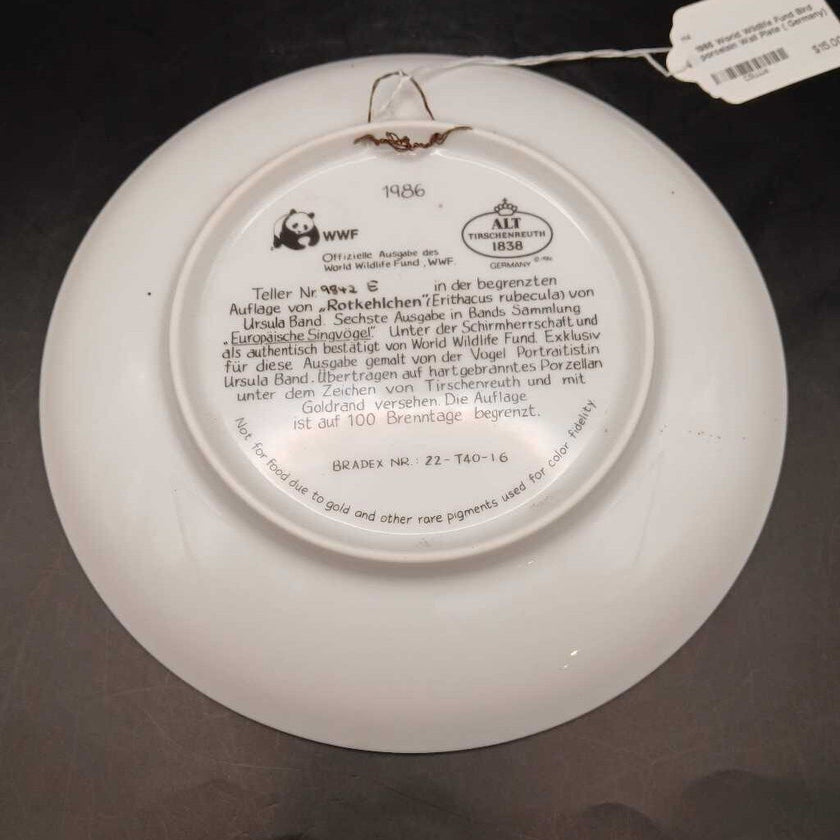 1986 World Wildlife Fund Bird
porcelain Wall Plate ( Germany)
$15.00
1986
WWF
Offizielle Ausgabe des
World Wildlife Fund, WWF.
ALT
TIRSCHENREUTH
1838
GERMANY
Teller Nr. 9842 E in der begrenzten
Auflage von „Rotkehlchen" (Erithacus rubecula) von
Ursula Band. Sechste Ausgabe in Bands Sammlung
„Europäische Singvögel". Unter der Schirmherrschaft und
als authentisch bestätigt von World Wildlife Fund. Exklusiv
für diese Ausgabe gemalt von der Vogel Portraitistin
Ursula Band. Übertragen auf hartgebranntes Porzellan
unter dem Zeichen von Tirschenreuth und mit
Goldrand versehen. Die Auflage
ist auf 100 Brenntage begrenzt.
BRADEX NR.: 22-T40-16
Not for food due to gold and other rare pigments used for color fidelity.